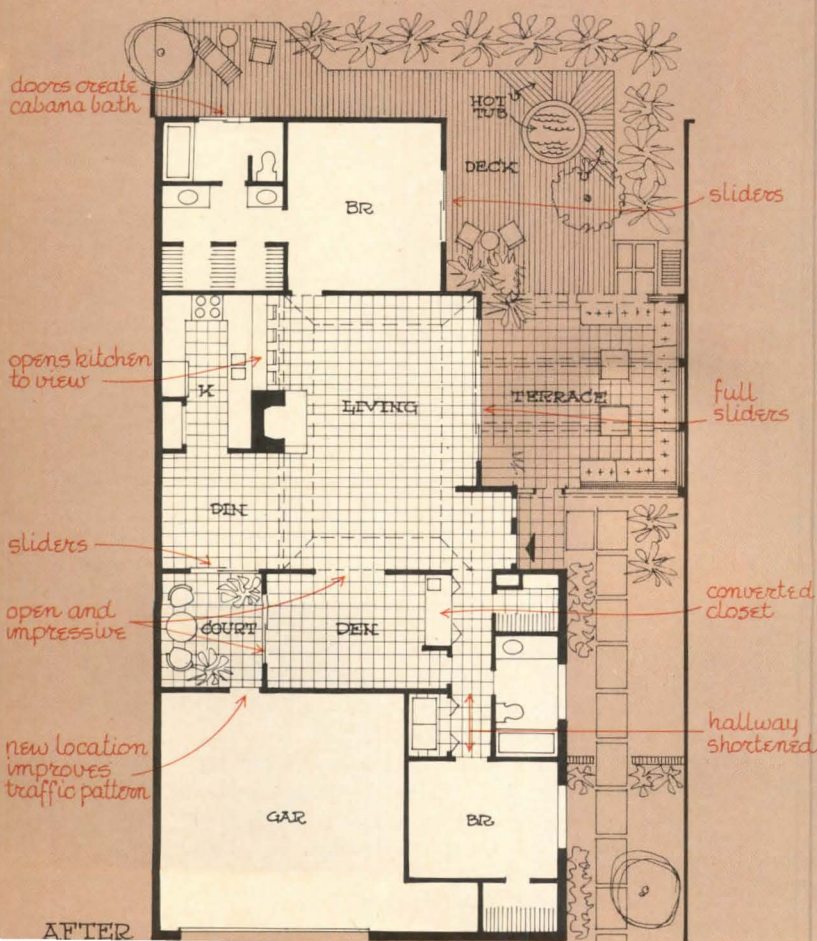 doors create
cabana bath
HOT
TUB
DECK
BR
sliders
opens kitchen
to view
K
LIVING
TERRACE
full
sliders
DIN
sliders
open and
impressive
COURT
DEN
converted
closet
new location
improves
traffic pattern
hallway
shortened
GAR
BR
AFTER